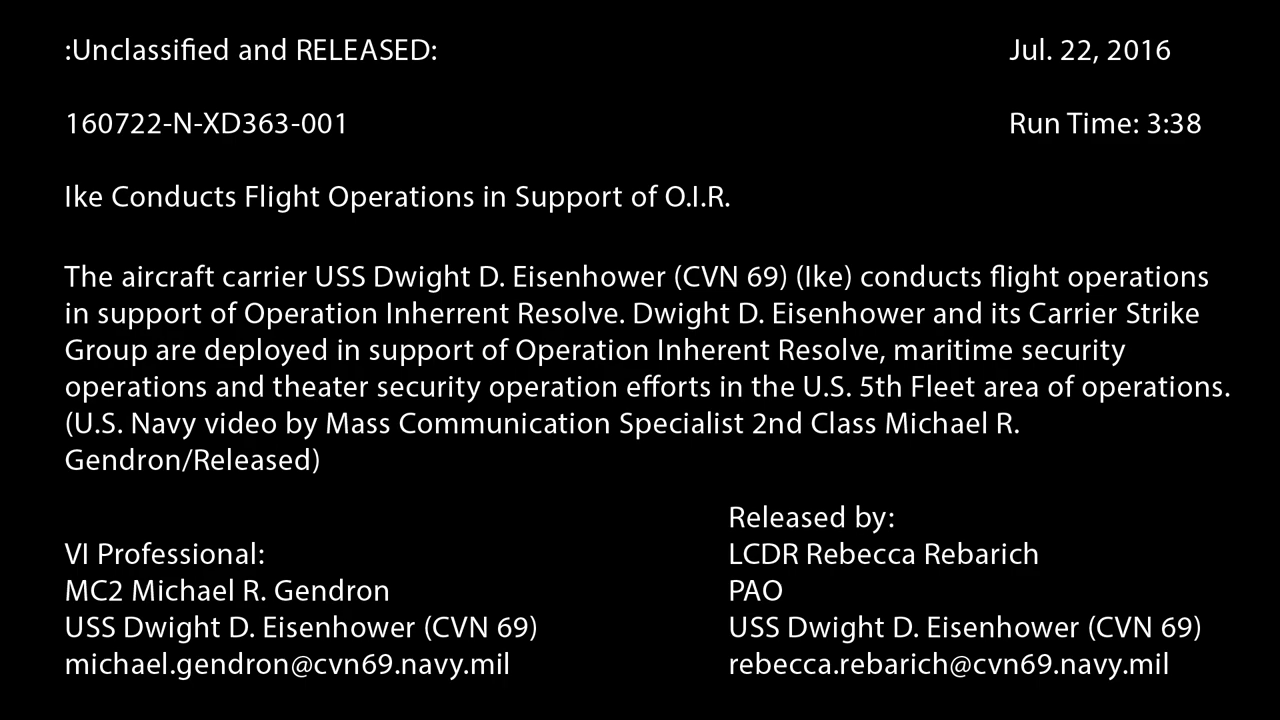 :Unclassified and RELEASED:
Jul. 22, 2016
160722-N-XD363-001
Run Time: 3:38
Ike Conducts Flight Operations in Support of O.I.R.
The aircraft carrier USS Dwight D. Eisenhower (CVN 69) (Ike) conducts flight operations
in support of Operation Inherrent Resolve. Dwight D. Eisenhower and its Carrier Strike
Group are deployed in support of Operation Inherent Resolve, maritime security
operations and theater security operation efforts in the U.S. 5th Fleet area of operations.
(U.S. Navy video by Mass Communication Specialist 2nd Class Michael R.
Gendron/Released)
VI Professional:
MC2 Michael R. Gendron
USS Dwight D. Eisenhower (CVN 69)
michael.gendron@cvn69.navy.mil
Released by:
LCDR Rebecca Rebarich
PAO
USS Dwight D. Eisenhower (CVN 69)
rebecca.rebarich@cvn69.navy.mil